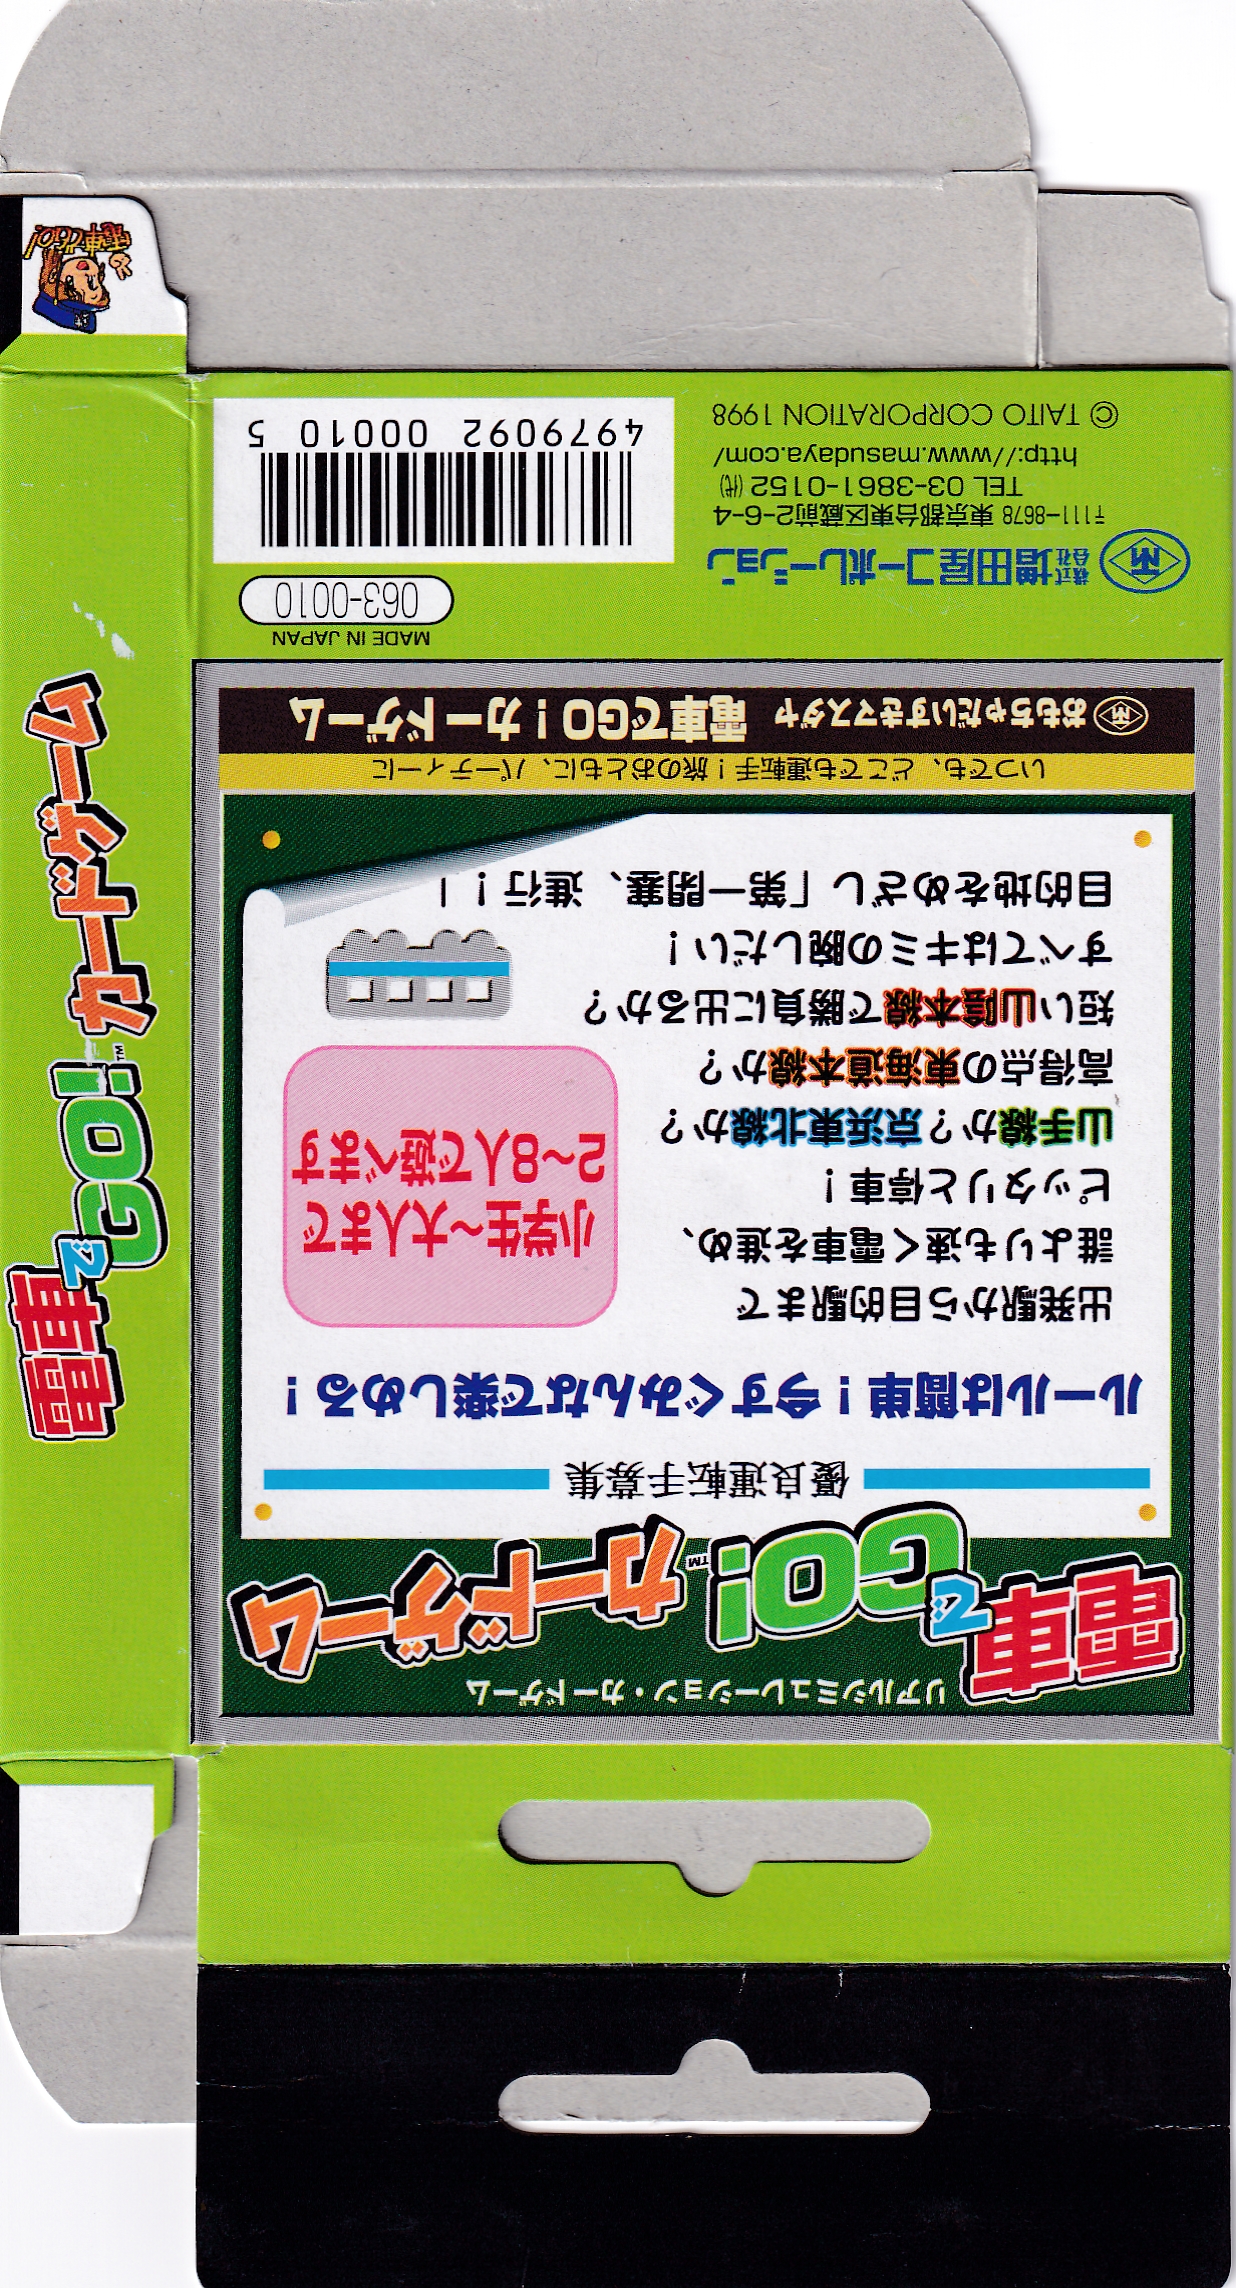 リアルシミュレーション・カードゲーム
電車でGO!™カードゲーム
優良運転手募集
ルールは簡単！今すぐみんなで楽しめる！
出発駅から目的駅まで
誰よりも速く電車を進め、
ピッタリと停車！
山手線か？京浜東北線か？
高得点の東海道本線か？
短い山陰本線で勝負に出るか？
すべてはキミの腕しだい！
目的地をめざし「第一閉塞、進行！」
小学生〜大人まで
2〜8人で遊べます
いつでも、どこでも運転手！旅のおともに、パーティーに
TM おもちゃだいすきマスダヤ 電車でGO！カードゲーム
MADE IN JAPAN
063-0010
TM 株式会社 増田屋コーポレーション
〒111-8678 東京都台東区蔵前2-6-4
TEL 03-3861-0152㈹
http://www.masudaya.com/
© TAITO CORPORATION 1998
4979092 00010 5
電車でGO!™カードゲーム
電車でGO!